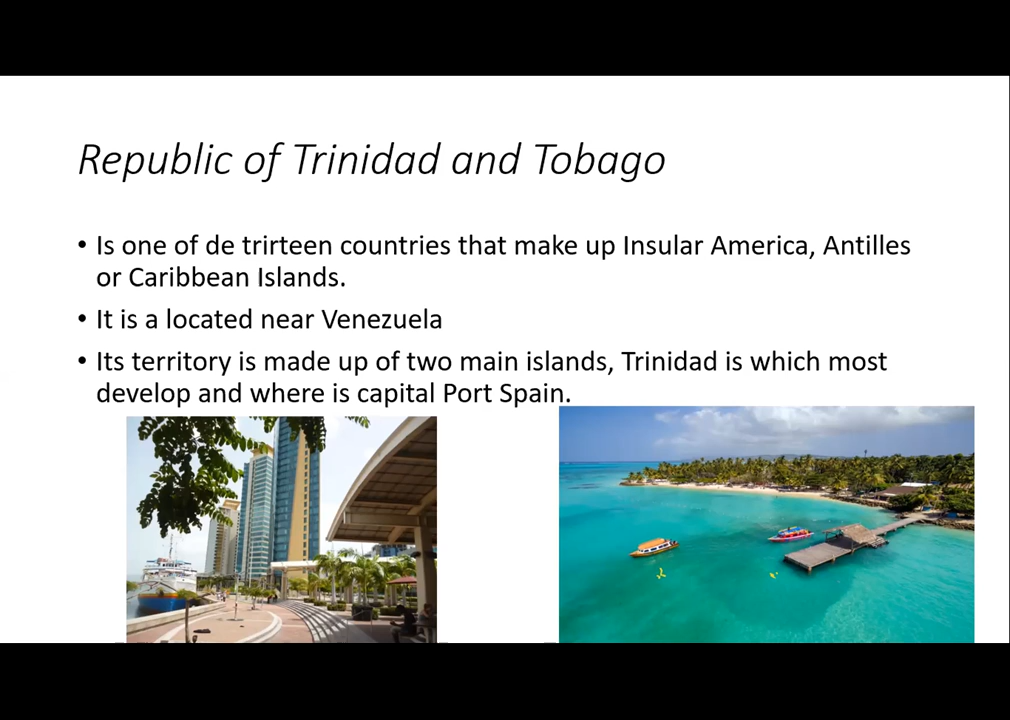 Republic of Trinidad and Tobago
• Is one of de trirteen countries that make up Insular America, Antilles
or Caribbean Islands.
• It is a located near Venezuela
• Its territory is made up of two main islands, Trinidad is which most
develop and where is capital Port Spain.